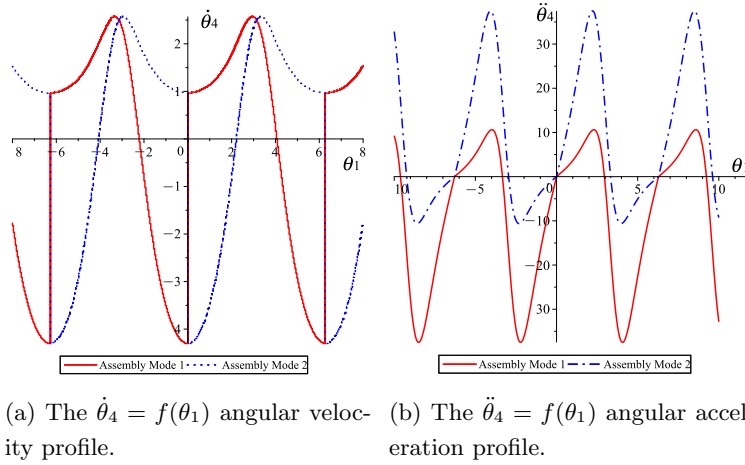 θ̇₄
2
1
8
−6
−4
−2
0
2
4
6
8
θ₁
−1
−2
−3
4
Assembly Mode 1
Assembly Mode 2
θ̈₄
30
20
10
10
−5
0
5
10
θ
−10
−20
30
Assembly Mode 1
Assembly Mode 2
(a) The θ̇₄ = f(θ₁) angular veloc-
ity profile.
(b) The θ̈₄ = f(θ₁) angular accel
eration profile.